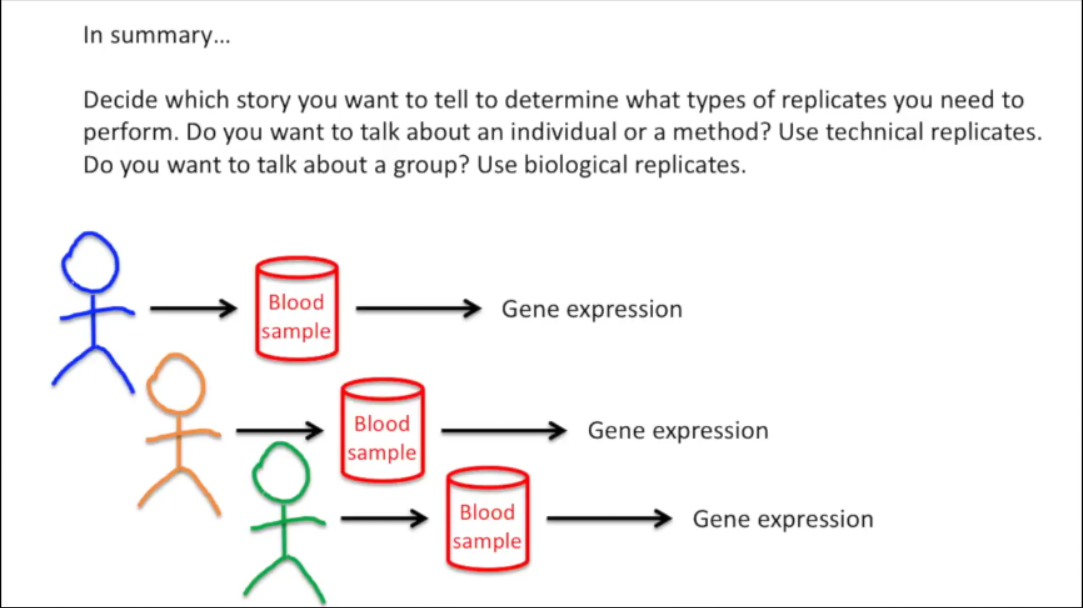 In summary...
Decide which story you want to tell to determine what types of replicates you need to
perform. Do you want to talk about an individual or a method? Use technical replicates.
Do you want to talk about a group? Use biological replicates.
Blood
sample
Gene expression
Blood
sample
Gene expression
Blood
sample
Gene expression